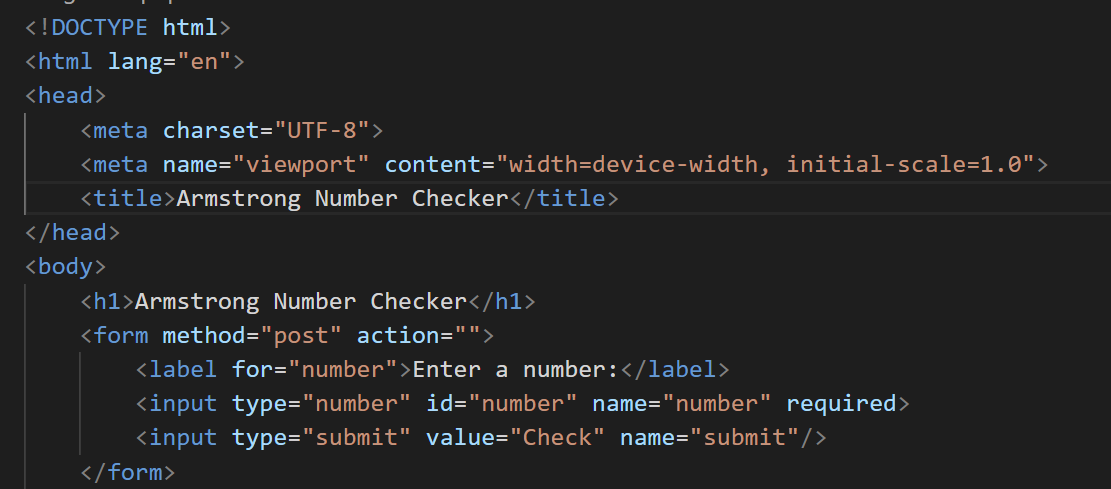 <!DOCTYPE html>
<html lang="en">
<head>
    <meta charset="UTF-8">
    <meta name="viewport" content="width=device-width, initial-scale=1.0">
    <title>Armstrong Number Checker</title>
</head>
<body>
    <h1>Armstrong Number Checker</h1>
    <form method="post" action="">
        <label for="number">Enter a number:</label>
        <input type="number" id="number" name="number" required>
        <input type="submit" value="Check" name="submit"/>
    </form>